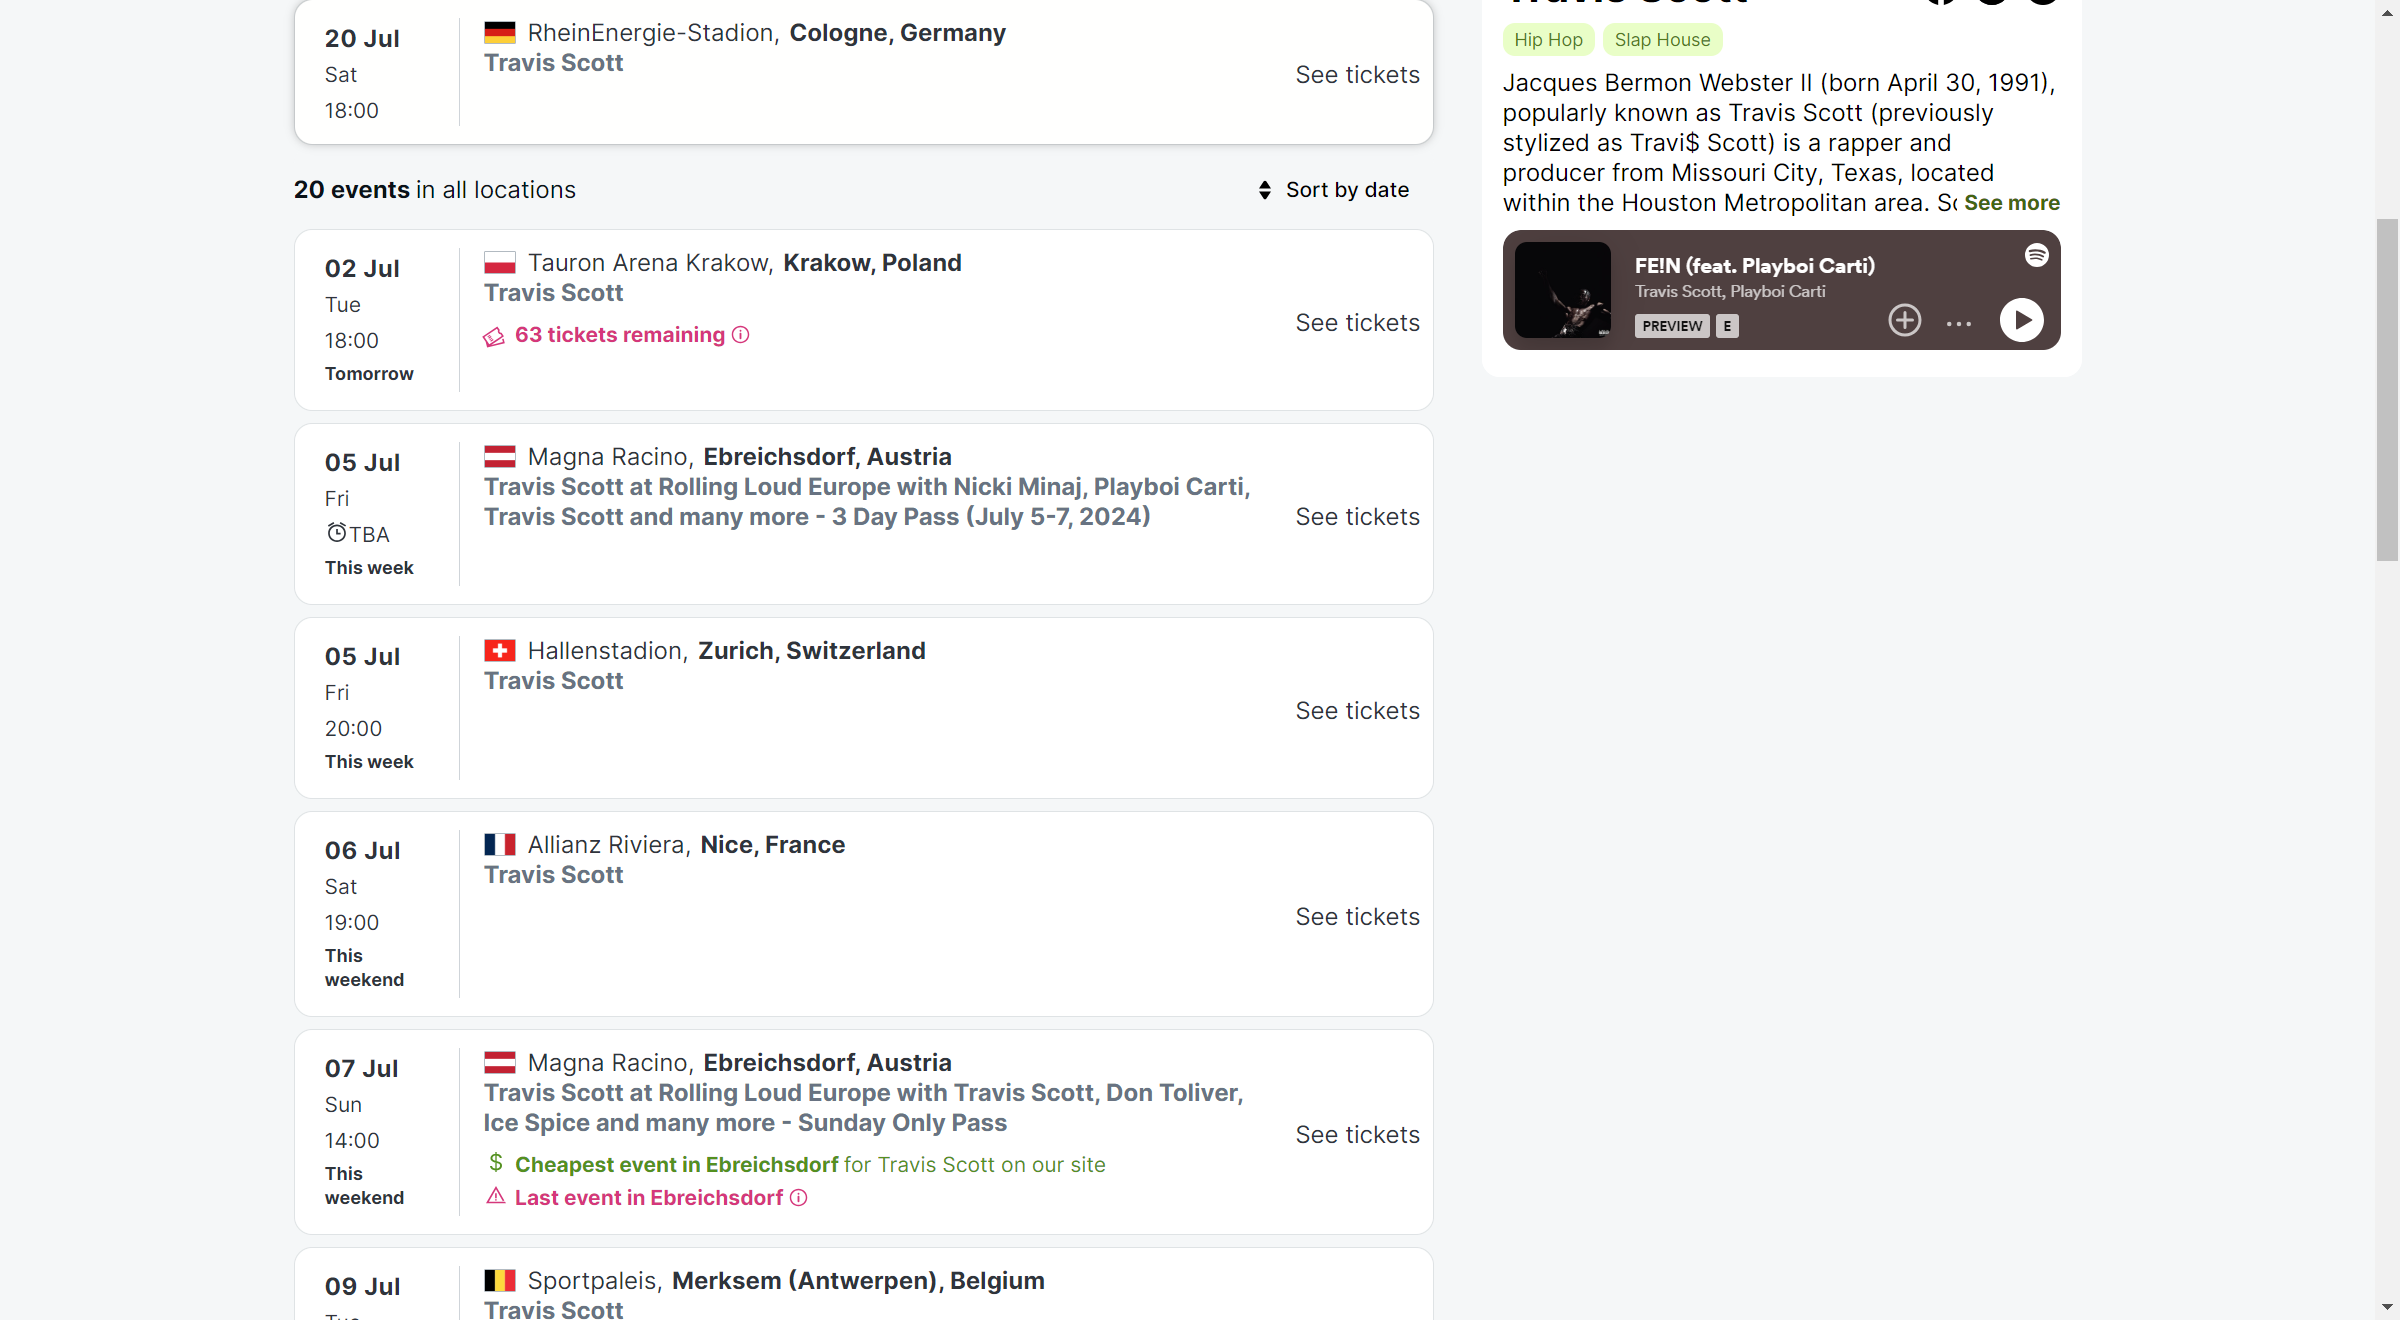 20 Jul
Sat
18:00
RheinEnergie-Stadion, Cologne, Germany
Travis Scott
See tickets
20 events in all locations
Sort by date
02 Jul
Tue
18:00
Tomorrow
Tauron Arena Krakow, Krakow, Poland
Travis Scott
63 tickets remaining
See tickets
05 Jul
Fri
TBA
This week
Magna Racino, Ebreichsdorf, Austria
Travis Scott at Rolling Loud Europe with Nicki Minaj, Playboi Carti,
Travis Scott and many more - 3 Day Pass (July 5-7, 2024)
See tickets
05 Jul
Fri
20:00
This week
Hallenstadion, Zurich, Switzerland
Travis Scott
See tickets
06 Jul
Sat
19:00
This
weekend
Allianz Riviera, Nice, France
Travis Scott
See tickets
07 Jul
Sun
14:00
This
weekend
Magna Racino, Ebreichsdorf, Austria
Travis Scott at Rolling Loud Europe with Travis Scott, Don Toliver,
Ice Spice and many more - Sunday Only Pass
$ Cheapest event in Ebreichsdorf for Travis Scott on our site
Last event in Ebreichsdorf
See tickets
09 Jul
Tue
Sportpaleis, Merksem (Antwerpen), Belgium
Travis Scott
Travis Scott
Hip Hop
Slap House
Jacques Bermon Webster II (born April 30, 1991),
popularly known as Travis Scott (previously
stylized as Travi$ Scott) is a rapper and
producer from Missouri City, Texas, located
within the Houston Metropolitan area. See more
FE!N (feat. Playboi Carti)
Travis Scott, Playboi Carti
PREVIEW
E